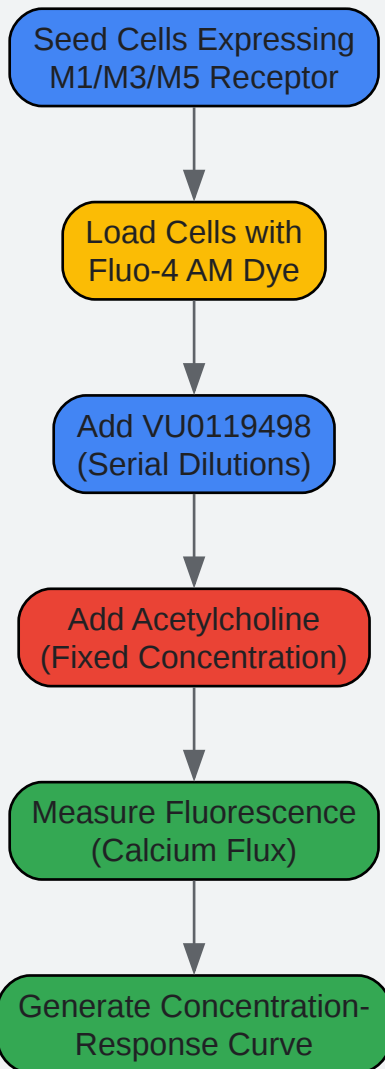 Seed Cells Expressing
M1/M3/M5 Receptor
Load Cells with
Fluo-4 AM Dye
Add VU0119498
(Serial Dilutions)
Add Acetylcholine
(Fixed Concentration)
Measure Fluorescence
(Calcium Flux)
Generate Concentration-
Response Curve